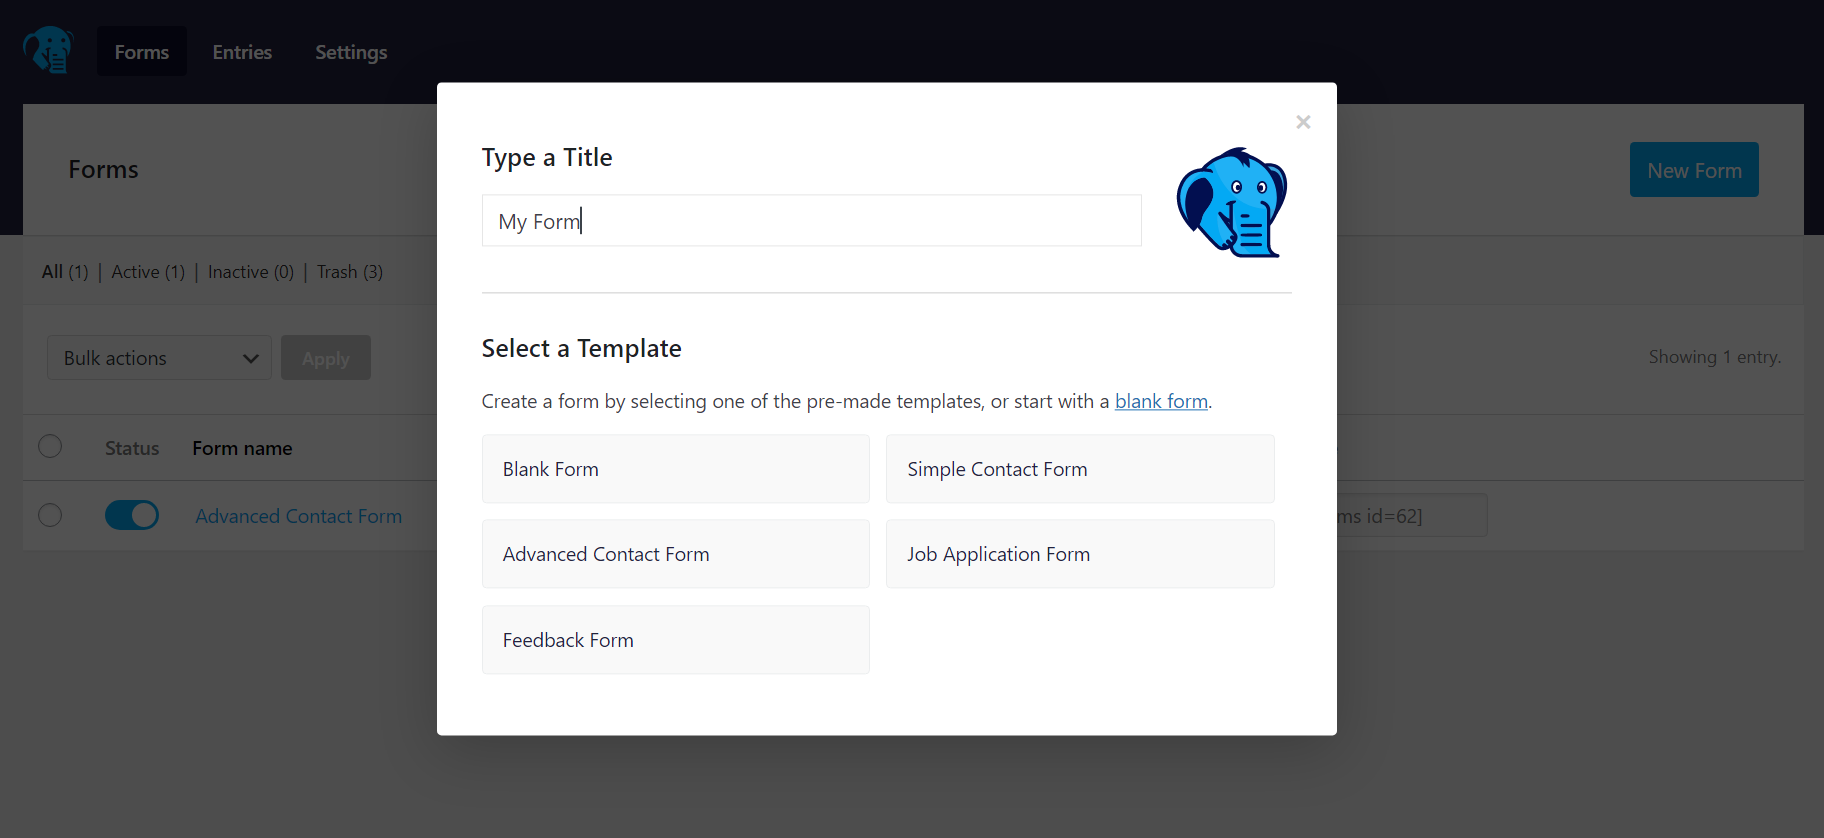 Forms Entries Settings
Forms
New Form
All (1) | Active (1) | Inactive (0) | Trash (3)
Bulk actions
Apply
Showing 1 entry.
Status Form name
Advanced Contact Form
ms id=62]
×
Type a Title
My Form
Select a Template
Create a form by selecting one of the pre-made templates, or start with a blank form.
Blank Form
Simple Contact Form
Advanced Contact Form
Job Application Form
Feedback Form